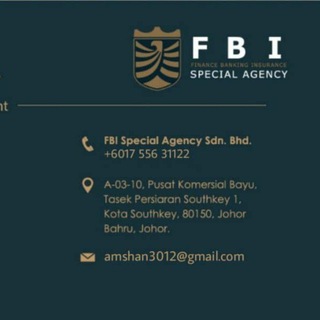 F B I
FINANCE BANKING INSURANCE
SPECIAL AGENCY
nt
FBI Special Agency Sdn. Bhd.
+6017 556 31122
A-03-10, Pusat Komersial Bayu,
Tasek Persiaran Southkey 1,
Kota Southkey, 80150, Johor
Bahru, Johor.
amshan3012@gmail.com